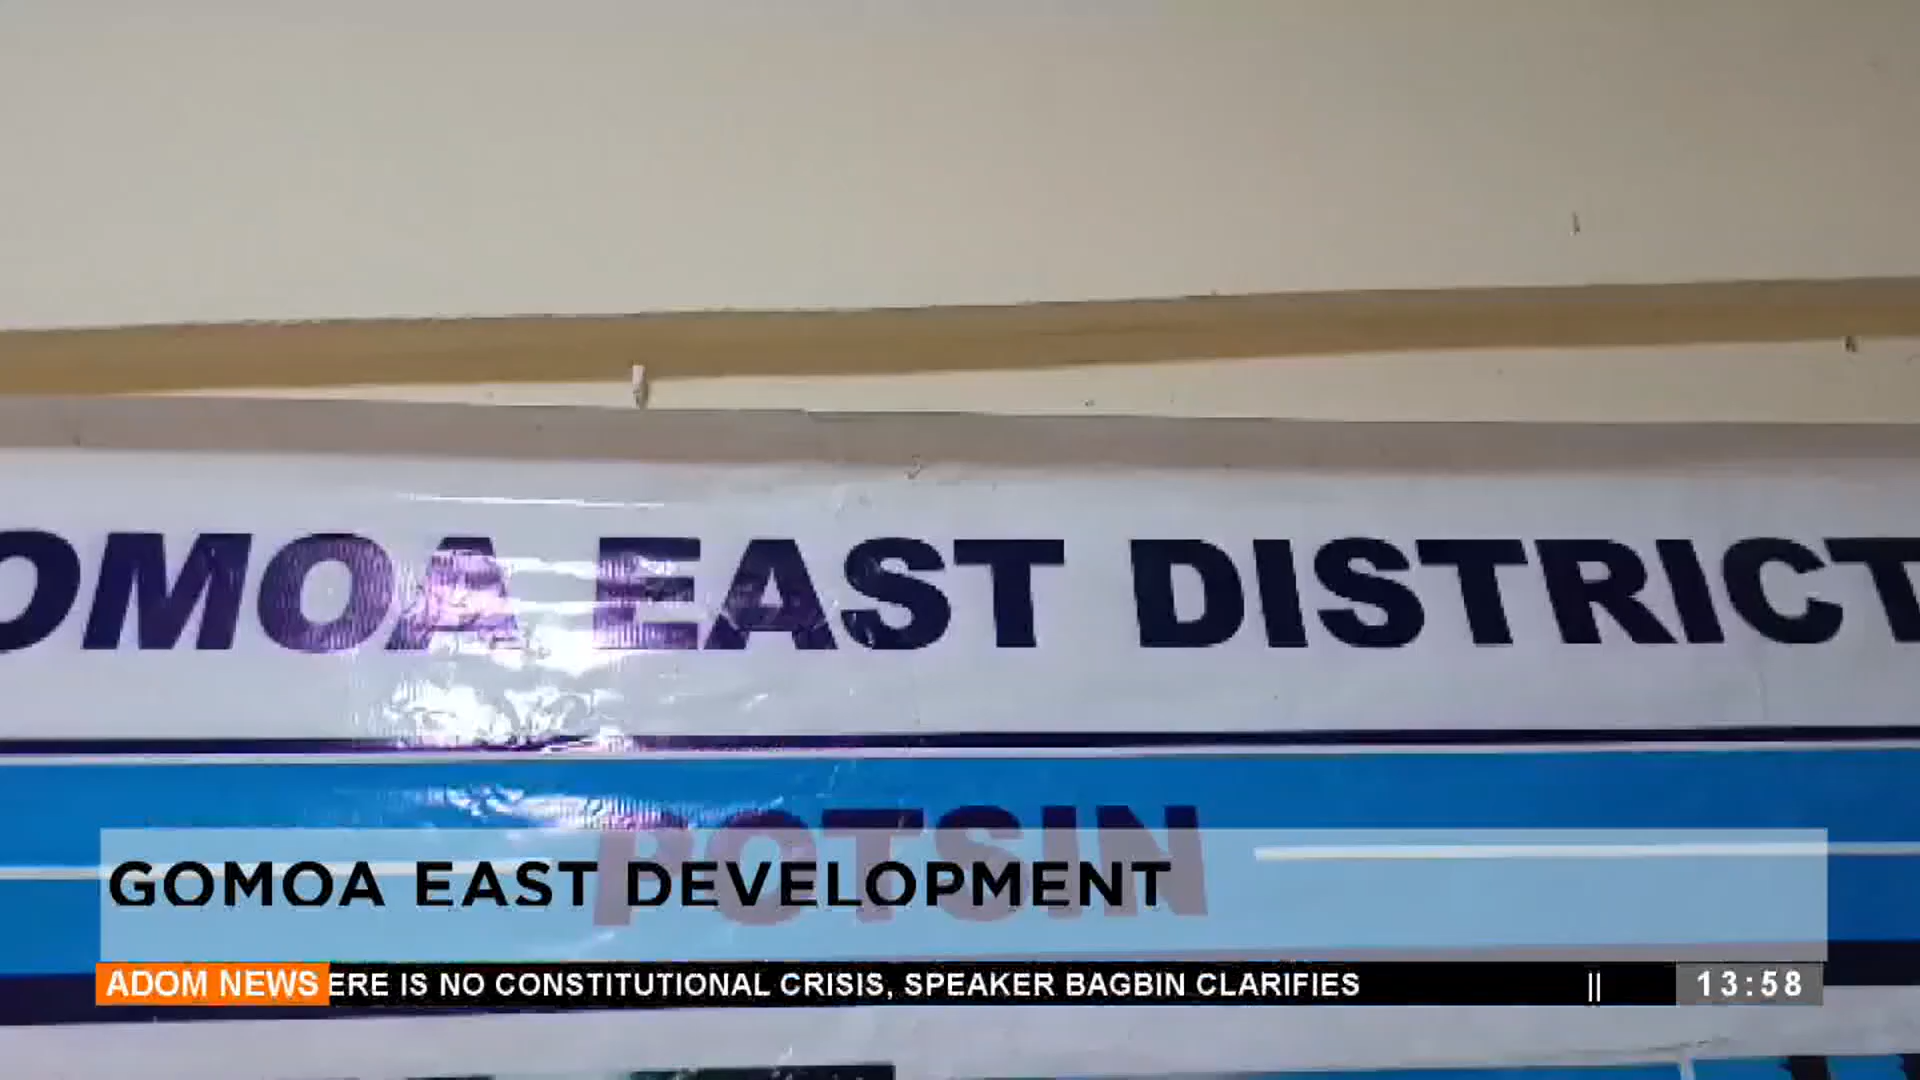 OMOA EAST DISTRICT
POTSIN
GOMOA EAST DEVELOPMENT
ADOM NEWS ERE IS NO CONSTITUTIONAL CRISIS, SPEAKER BAGBIN CLARIFIES || 13:58